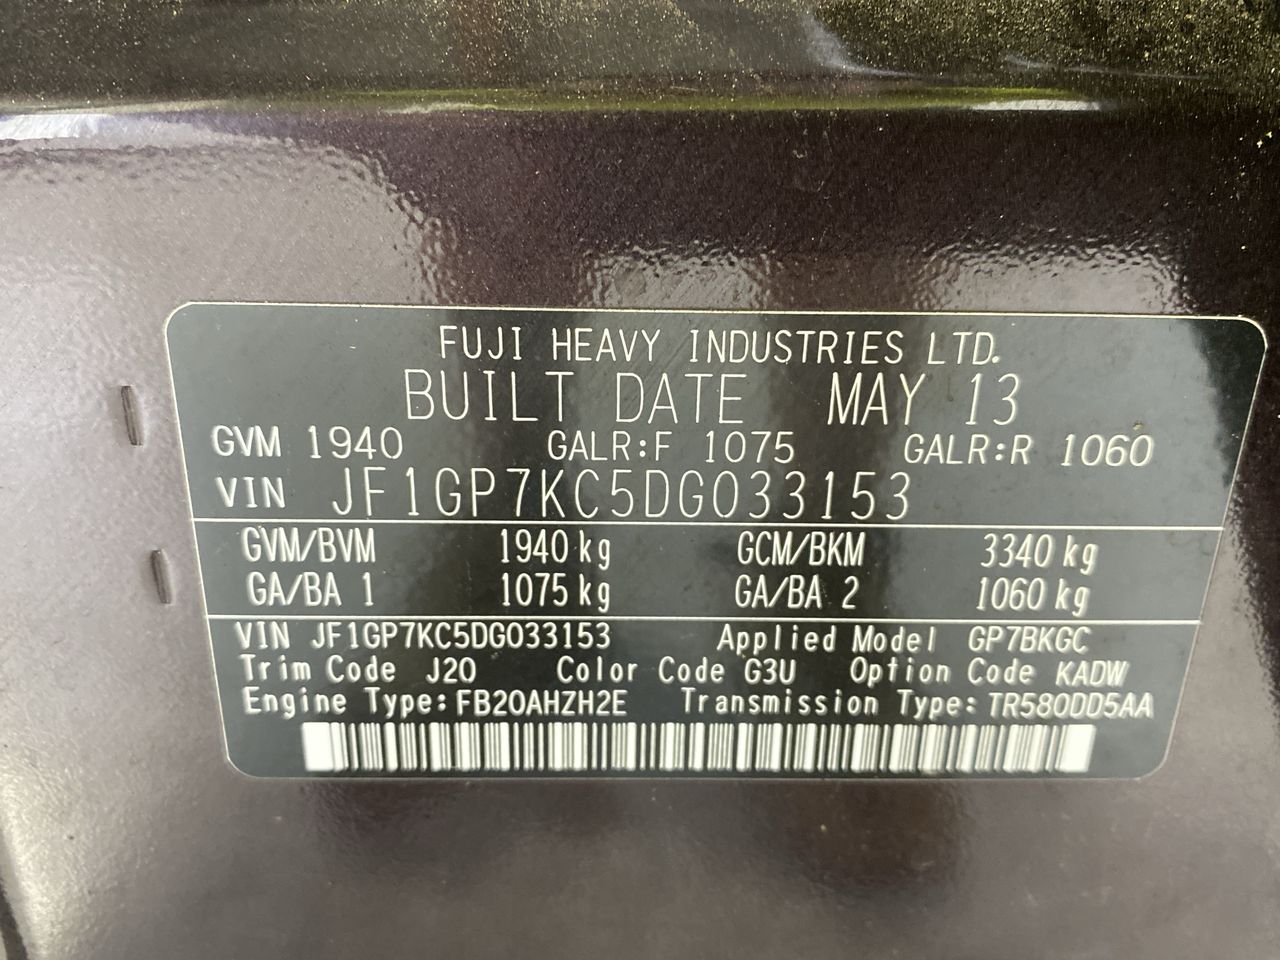 FUJI HEAVY INDUSTRIES LTD.
BUILT DATE MAY 13
GVM 1940 GALR:F 1075 GALR:R 1060
VIN JF1GP7KC5DG033153
GVM/BVM 1940 kg GCM/BKM 3340 kg
GA/BA 1 1075 kg GA/BA 2 1060 kg
VIN JF1GP7KC5DG033153 Applied Model GP7BKGC
Trim Code J20 Color Code G3U Option Code KADW
Engine Type: FB20AHZH2E Transmission Type: TR580DD5AA